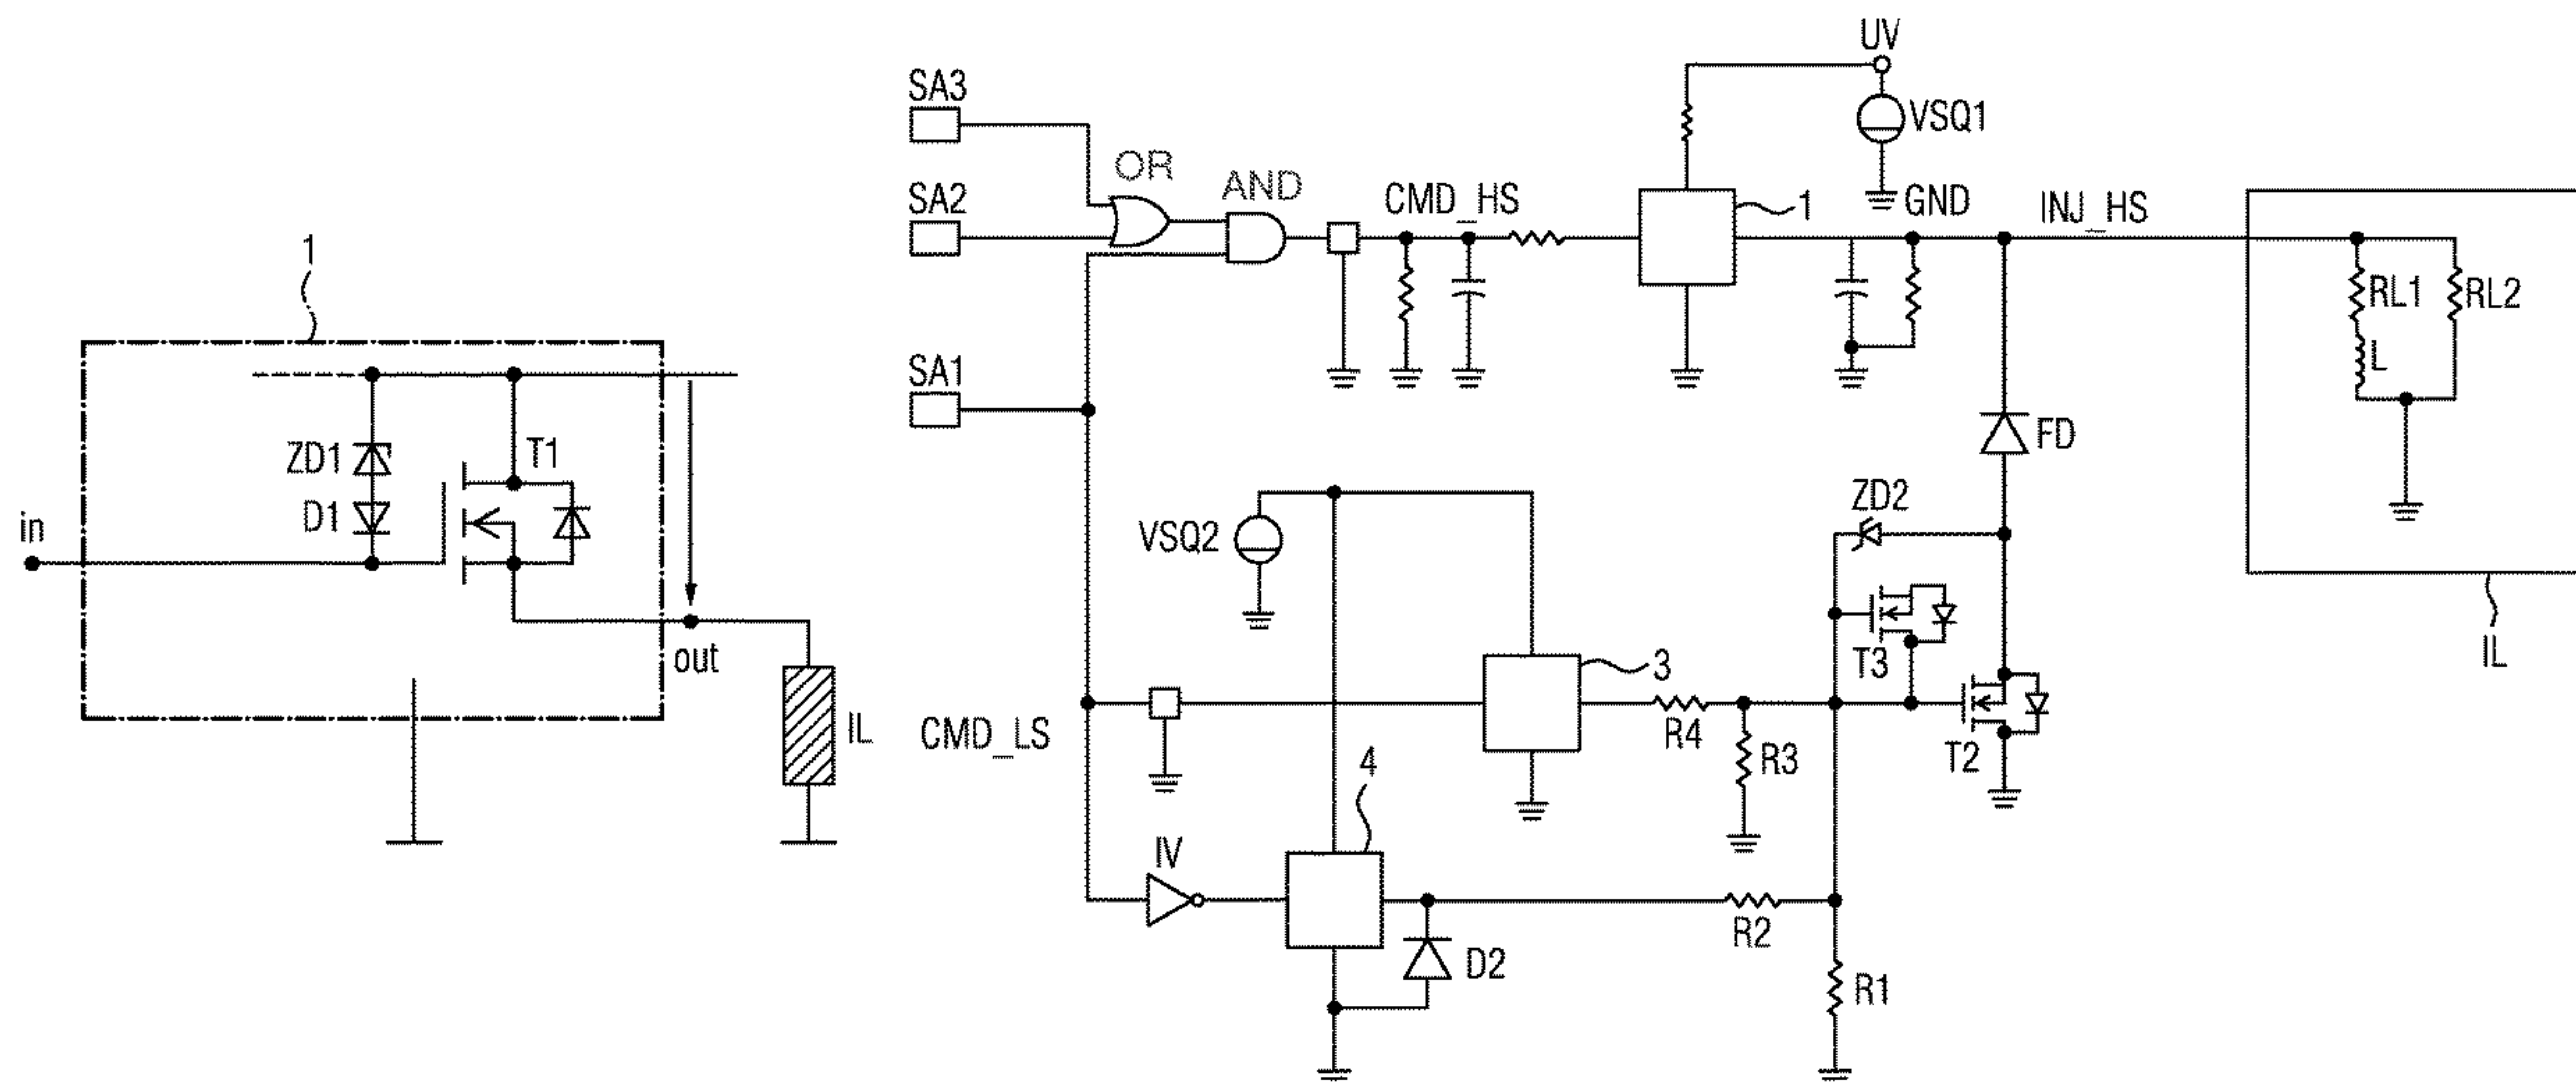 1
in
ZD1
D1
T1
out
IL
SA3
SA2
SA1
OR
AND
CMD_HS
UV
VSQ1
1
GND
INJ_HS
RL1
RL2
L
IL
FD
ZD2
VSQ2
T3
T2
3
R4
R3
CMD_LS
4
IV
D2
R2
R1